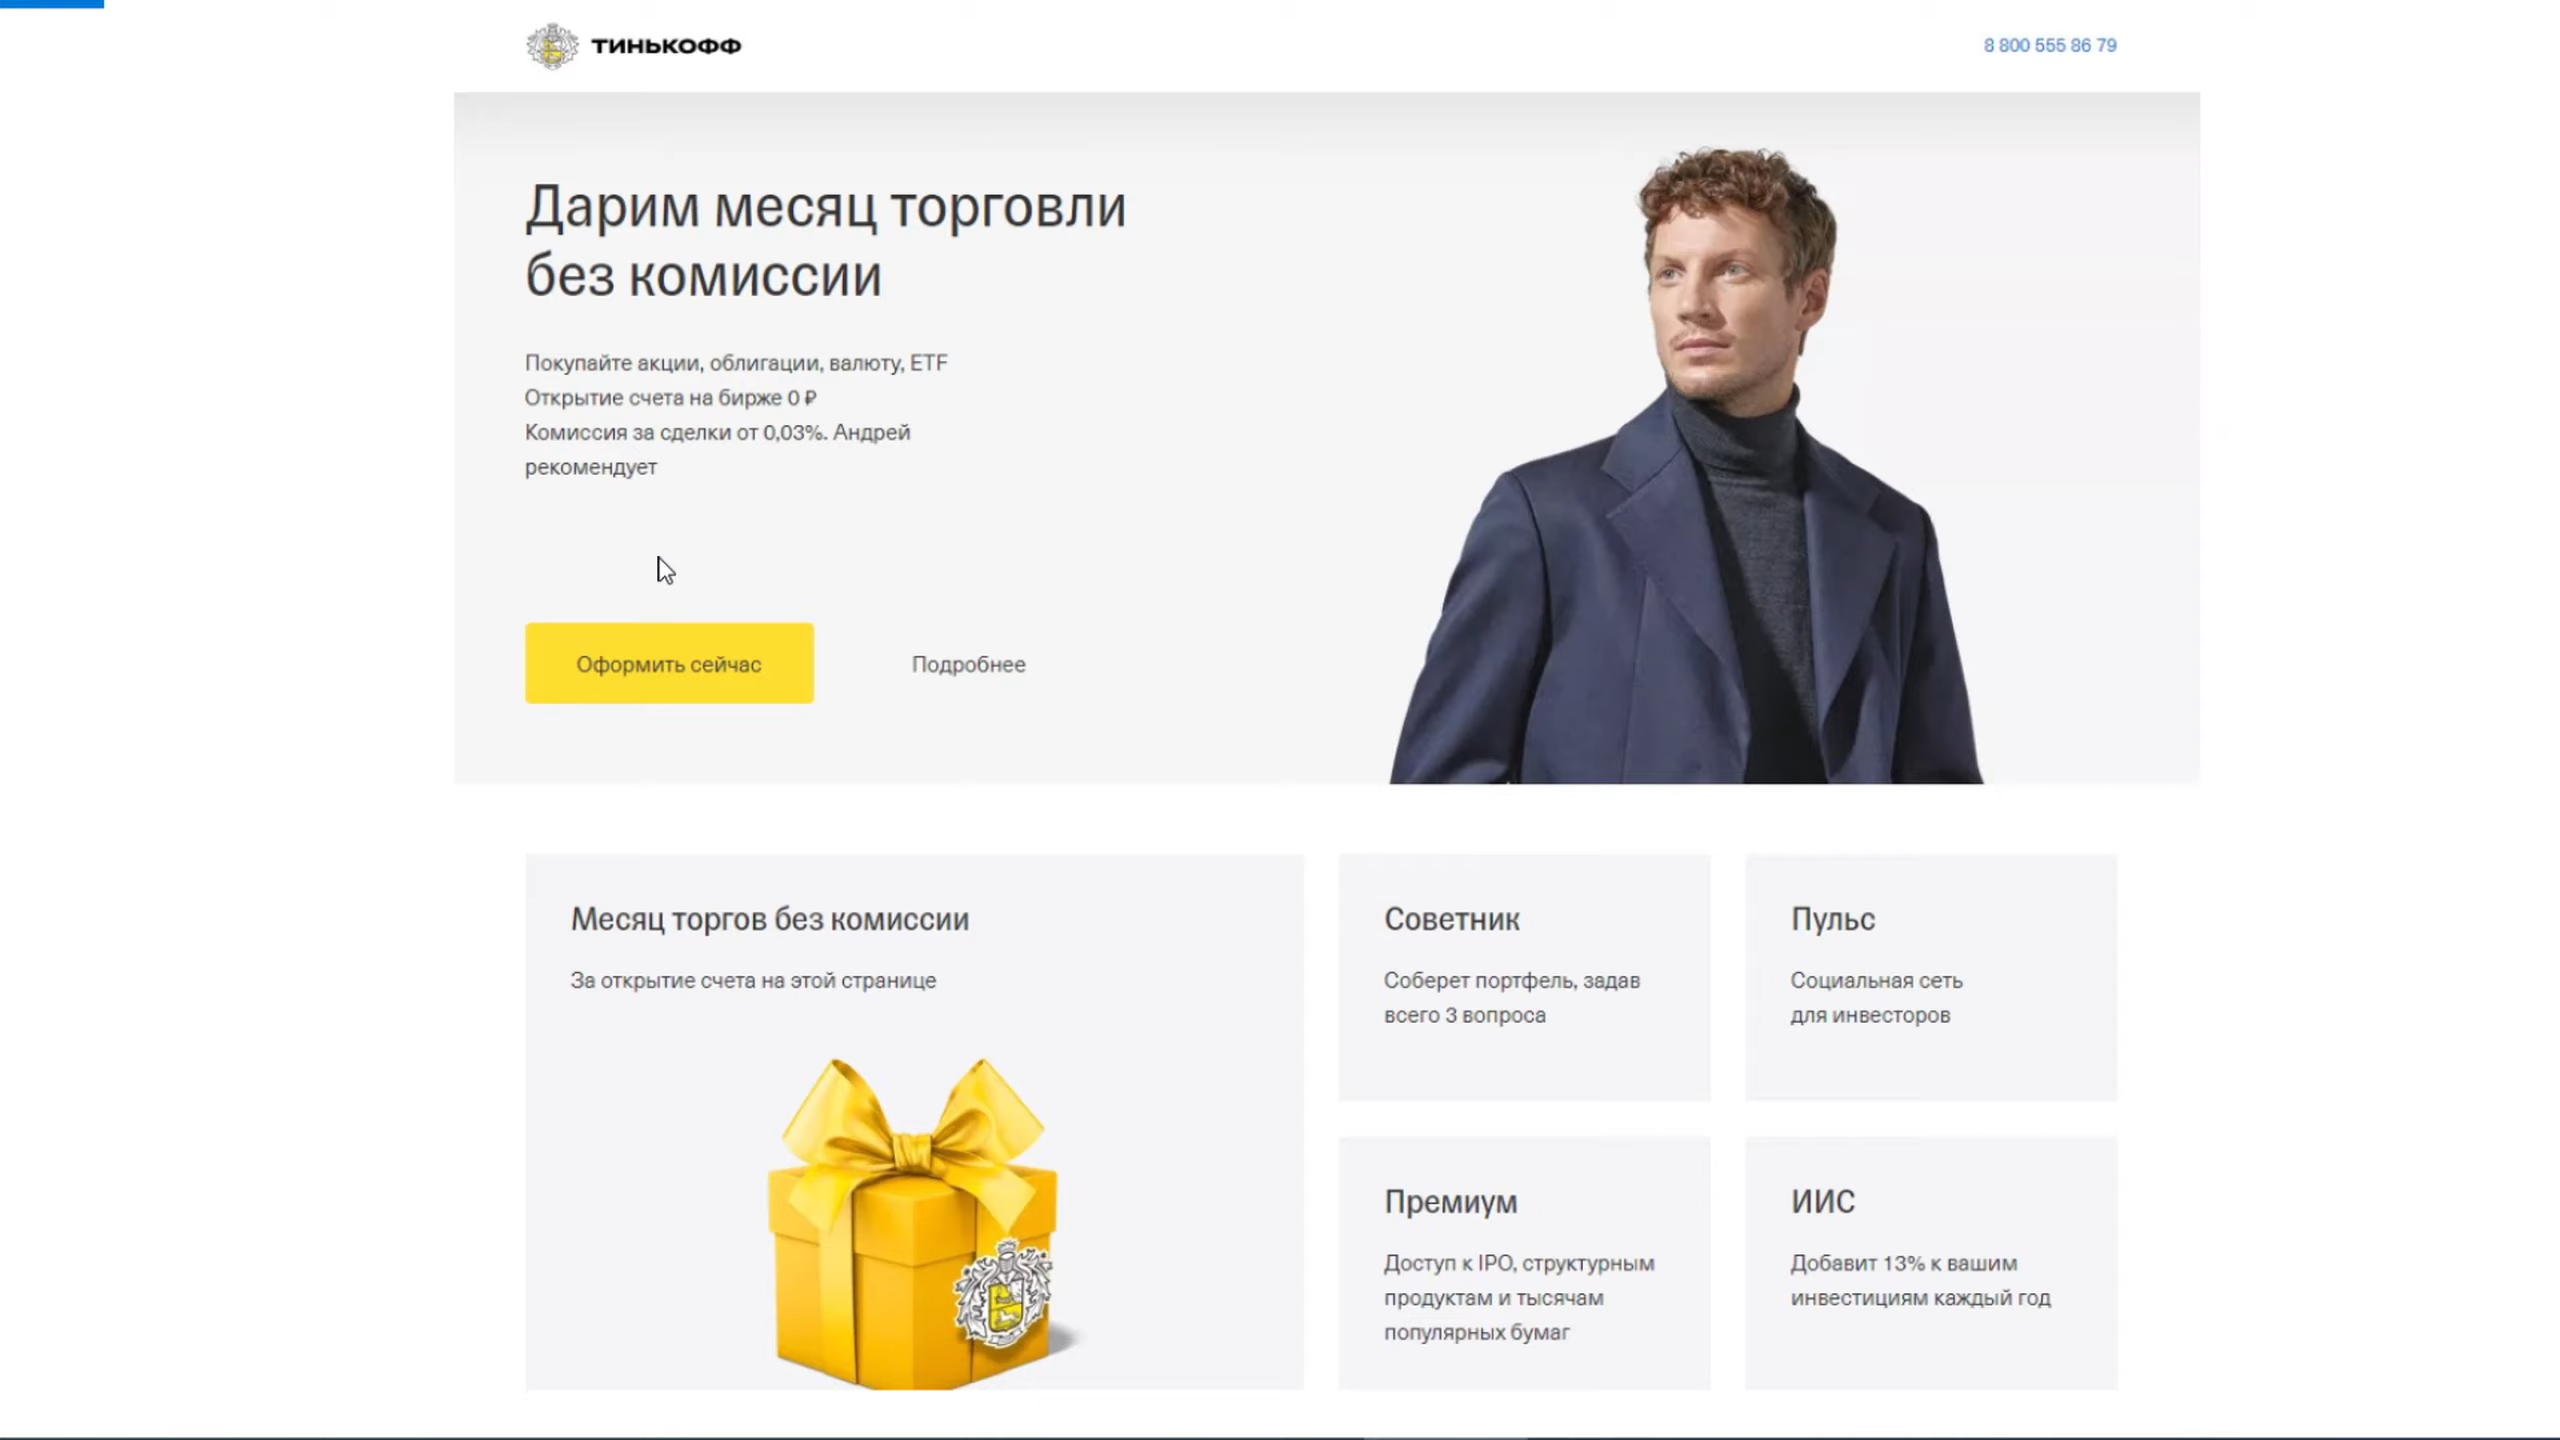 ТИНЬКОФФ
8 800 555 86 79
Дарим месяц торговли
без комиссии
Покупайте акции, облигации, валюту, ETF
Открытие счета на бирже 0 ₽
Комиссия за сделки от 0,03%. Андрей
рекомендует
Оформить сейчас
Подробнее
Месяц торгов без комиссии
За открытие счета на этой странице
Советник
Соберет портфель, задав
всего 3 вопроса
Пульс
Социальная сеть
для инвесторов
Премиум
Доступ к IPO, структурным
продуктам и тысячам
популярных бумаг
ИИС
Добавит 13% к вашим
инвестициям каждый год